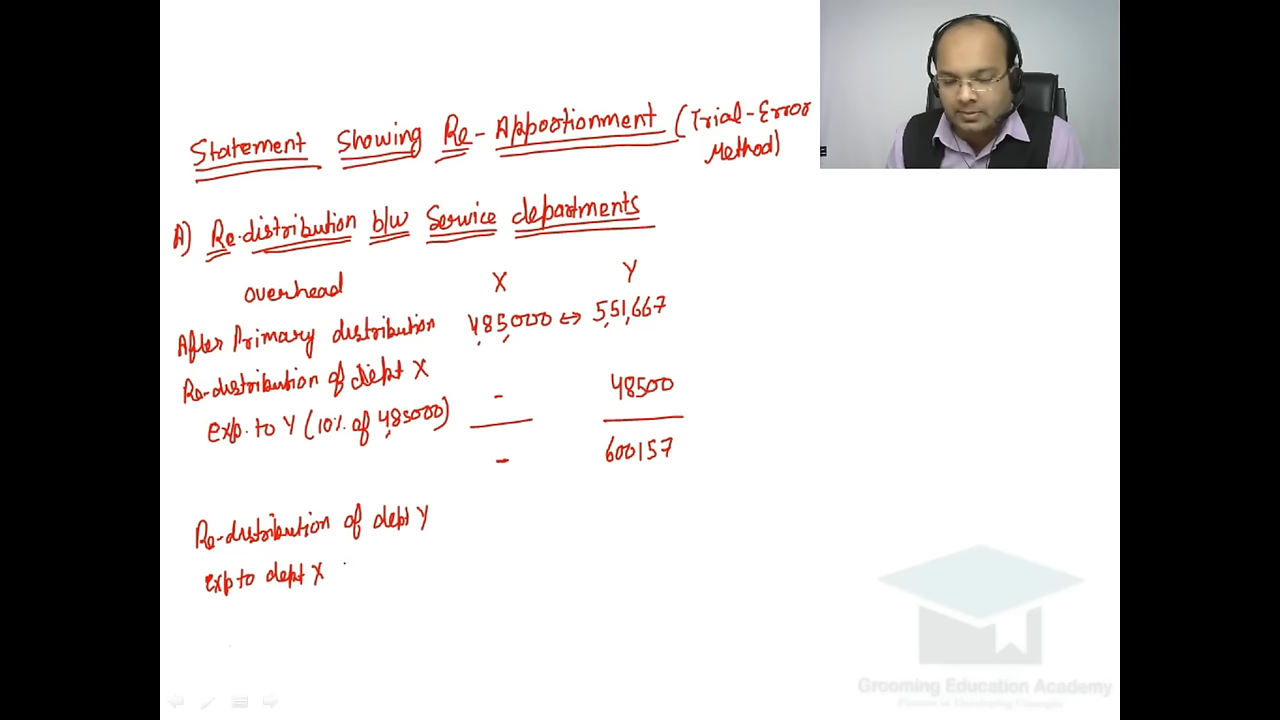 Statement Showing Re-Apportionment (Trial-Error Method)
A) Re-distribution b/w Service departments
overhead X Y
After Primary distribution 485000 ↔ 5,51,667
Re-distribution of dept X
exp. to Y (10% of 485000) - 48500
- 600157
Re-distribution of dept Y
exp to dept X
Grooming Education Academy